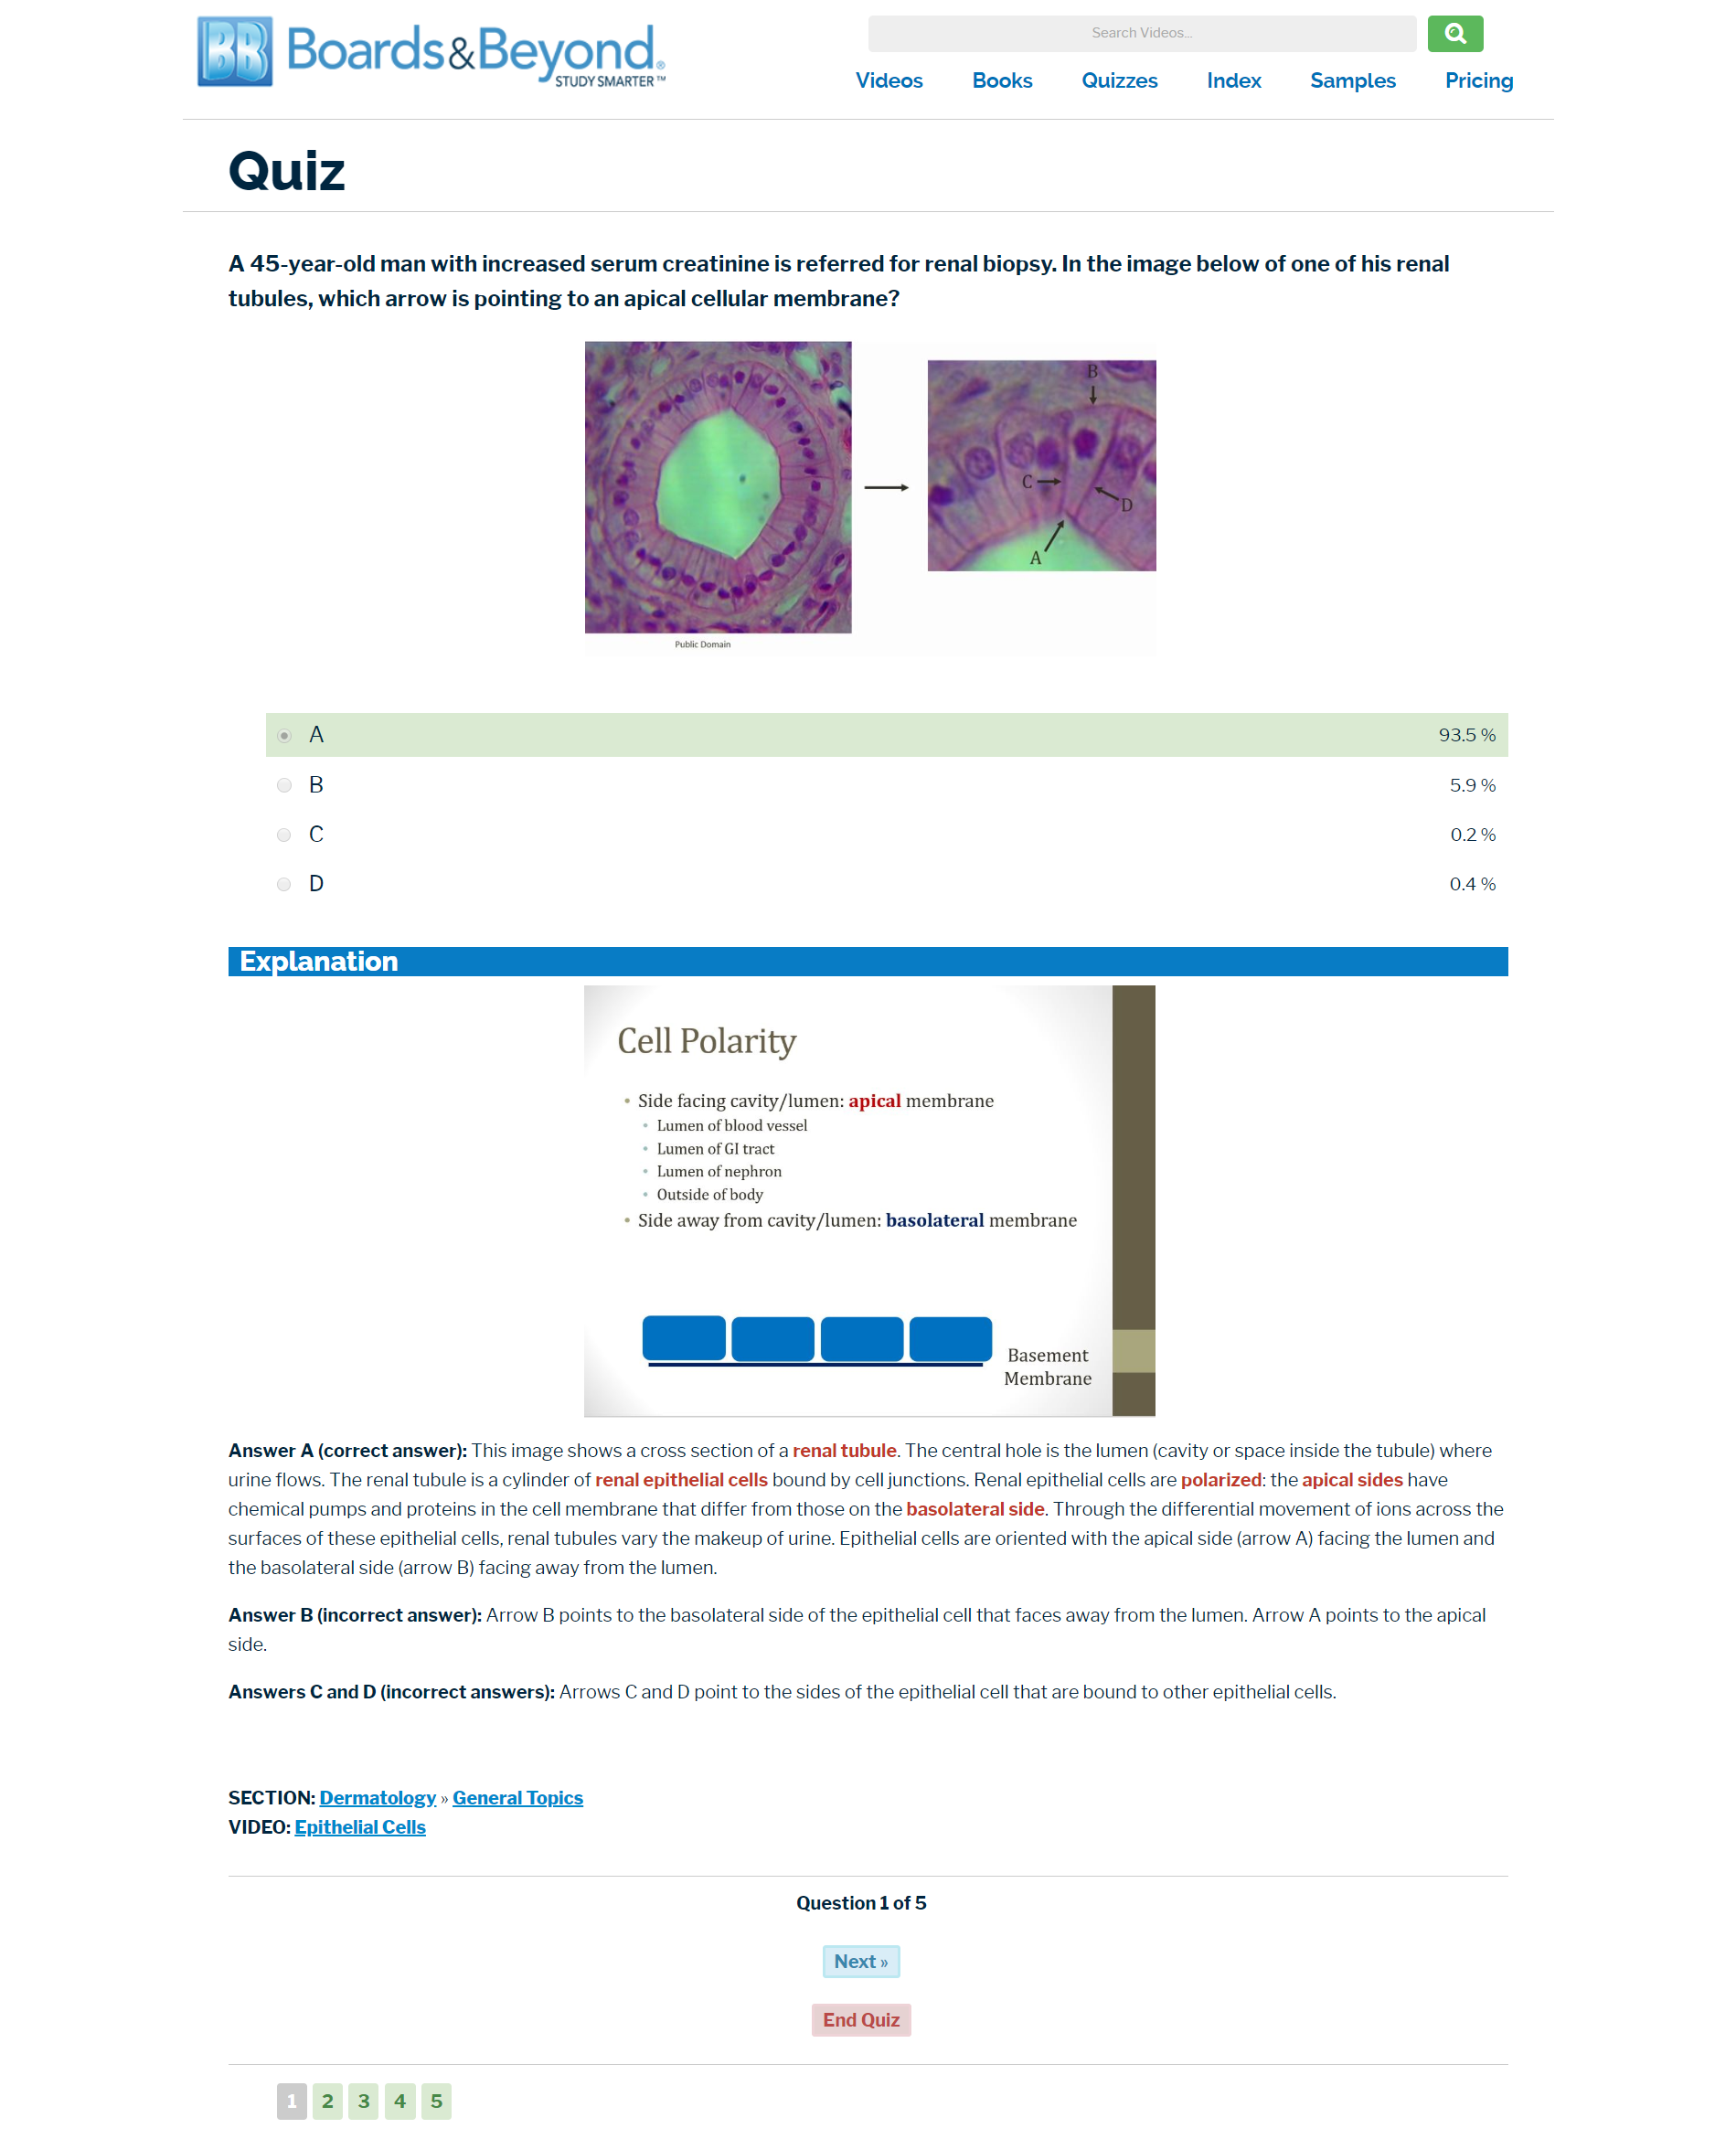 BB Boards&Beyond®
STUDY SMARTER™
Search Videos...
Videos Books Quizzes Index Samples Pricing
Quiz
A 45-year-old man with increased serum creatinine is referred for renal biopsy. In the image below of one of his renal
tubules, which arrow is pointing to an apical cellular membrane?
B
C
D
A
Public Domain
A 93.5 %
B 5.9 %
C 0.2 %
D 0.4 %
Explanation
Cell Polarity
• Side facing cavity/lumen: apical membrane
• Lumen of blood vessel
• Lumen of GI tract
• Lumen of nephron
• Outside of body
• Side away from cavity/lumen: basolateral membrane
Basement
Membrane
Answer A (correct answer): This image shows a cross section of a renal tubule. The central hole is the lumen (cavity or space inside the tubule) where
urine flows. The renal tubule is a cylinder of renal epithelial cells bound by cell junctions. Renal epithelial cells are polarized: the apical sides have
chemical pumps and proteins in the cell membrane that differ from those on the basolateral side. Through the differential movement of ions across the
surfaces of these epithelial cells, renal tubules vary the makeup of urine. Epithelial cells are oriented with the apical side (arrow A) facing the lumen and
the basolateral side (arrow B) facing away from the lumen.
Answer B (incorrect answer): Arrow B points to the basolateral side of the epithelial cell that faces away from the lumen. Arrow A points to the apical
side.
Answers C and D (incorrect answers): Arrows C and D point to the sides of the epithelial cell that are bound to other epithelial cells.
SECTION: Dermatology » General Topics
VIDEO: Epithelial Cells
Question 1 of 5
Next »
End Quiz
1 2 3 4 5